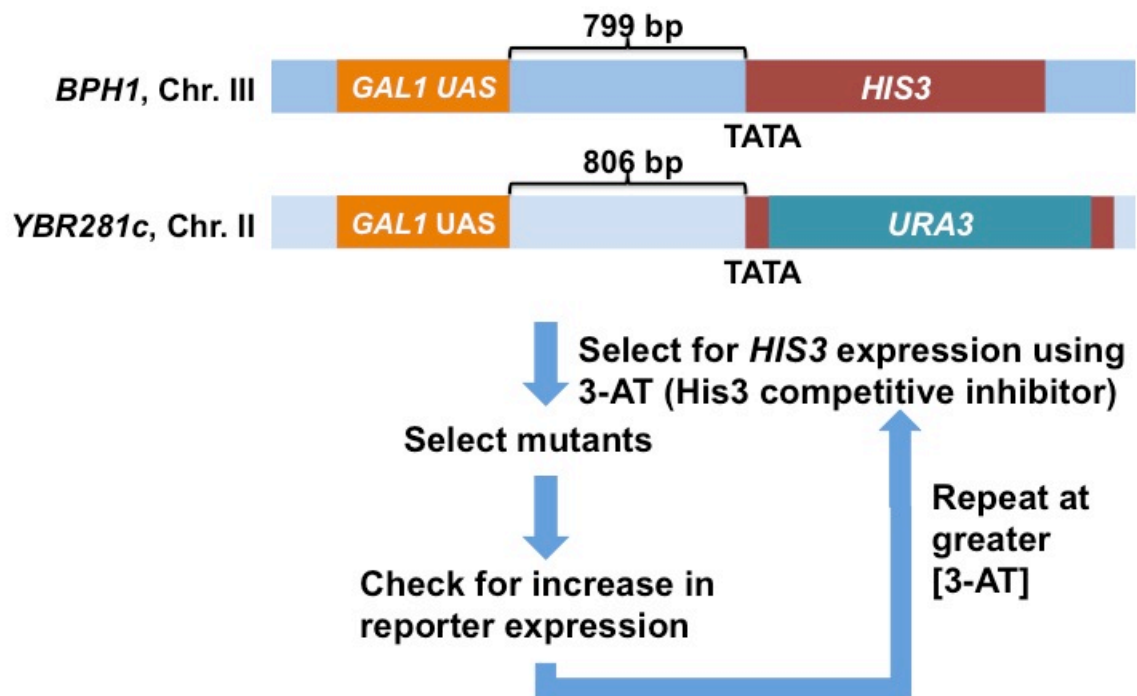 799 bp
BPH1, Chr. III
GAL1 UAS
HIS3
TATA
806 bp
YBR281c, Chr. II
GAL1 UAS
URA3
TATA
Select for HIS3 expression using
3-AT (His3 competitive inhibitor)
Select mutants
Repeat at
greater
[3-AT]
Check for increase in
reporter expression